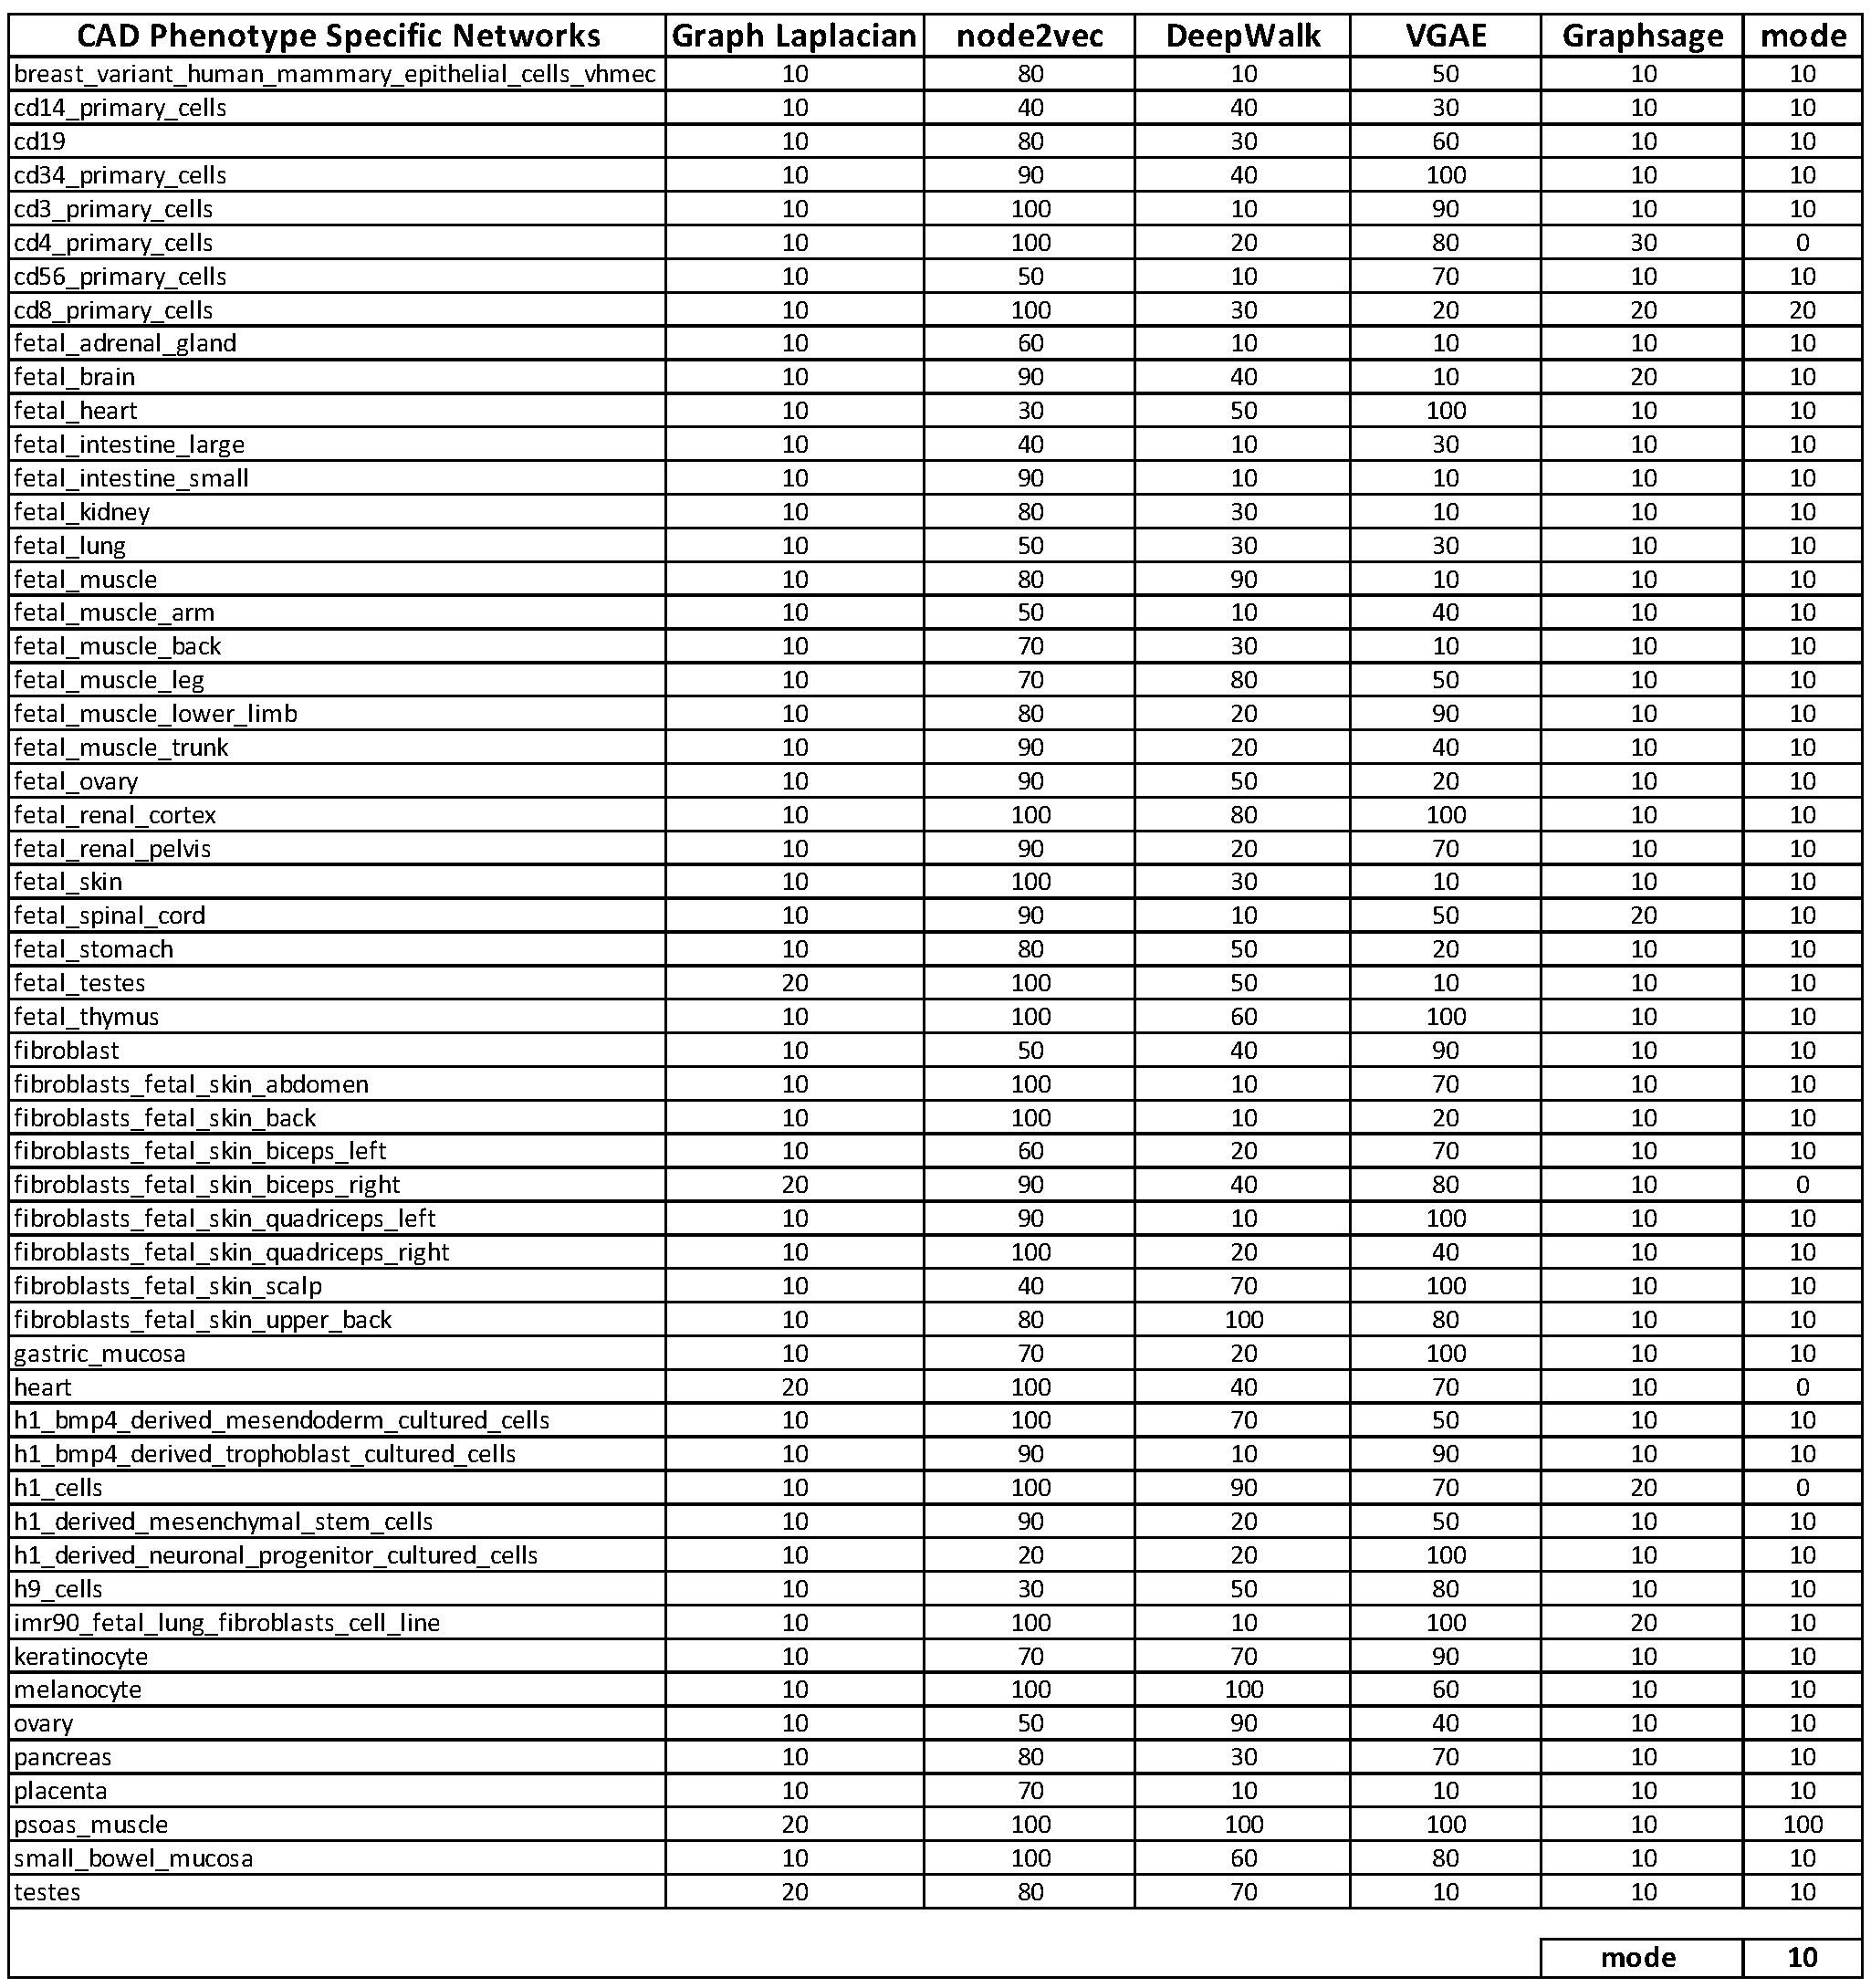 CAD Phenotype Specific Networks Graph Laplacian node2vec DeepWalk VGAE Graphsage mode
breast_variant_human_mammary_epithelial_cells_vhmec 10 80 10 50 10 10
cd14_primary_cells 10 40 40 30 10 10
cd19 10 80 30 60 10 10
cd34_primary_cells 10 90 40 100 10 10
cd3_primary_cells 10 100 10 90 10 10
cd4_primary_cells 10 100 20 80 30 0
cd56_primary_cells 10 50 10 70 10 10
cd8_primary_cells 10 100 30 20 20 20
fetal_adrenal_gland 10 60 10 10 10 10
fetal_brain 10 90 40 10 20 10
fetal_heart 10 30 50 100 10 10
fetal_intestine_large 10 40 10 30 10 10
fetal_intestine_small 10 90 10 10 10 10
fetal_kidney 10 80 30 10 10 10
fetal_lung 10 50 30 30 10 10
fetal_muscle 10 80 90 10 10 10
fetal_muscle_arm 10 50 10 40 10 10
fetal_muscle_back 10 70 30 10 10 10
fetal_muscle_leg 10 70 80 50 10 10
fetal_muscle_lower_limb 10 80 20 90 10 10
fetal_muscle_trunk 10 90 20 40 10 10
fetal_ovary 10 90 50 20 10 10
fetal_renal_cortex 10 100 80 100 10 10
fetal_renal_pelvis 10 90 20 70 10 10
fetal_skin 10 100 30 10 10 10
fetal_spinal_cord 10 90 10 50 20 10
fetal_stomach 10 80 50 20 10 10
fetal_testes 20 100 50 10 10 10
fetal_thymus 10 100 60 100 10 10
fibroblast 10 50 40 90 10 10
fibroblasts_fetal_skin_abdomen 10 100 10 70 10 10
fibroblasts_fetal_skin_back 10 100 10 20 10 10
fibroblasts_fetal_skin_biceps_left 10 60 20 70 10 10
fibroblasts_fetal_skin_biceps_right 20 90 40 80 10 0
fibroblasts_fetal_skin_quadriceps_left 10 90 10 100 10 10
fibroblasts_fetal_skin_quadriceps_right 10 100 20 40 10 10
fibroblasts_fetal_skin_scalp 10 40 70 100 10 10
fibroblasts_fetal_skin_upper_back 10 80 100 80 10 10
gastric_mucosa 10 70 20 100 10 10
heart 20 100 40 70 10 0
h1_bmp4_derived_mesendoderm_cultured_cells 10 100 70 50 10 10
h1_bmp4_derived_trophoblast_cultured_cells 10 90 10 90 10 10
h1_cells 10 100 90 70 20 0
h1_derived_mesenchymal_stem_cells 10 90 20 50 10 10
h1_derived_neuronal_progenitor_cultured_cells 10 20 20 100 10 10
h9_cells 10 30 50 80 10 10
imr90_fetal_lung_fibroblasts_cell_line 10 100 10 100 20 10
keratinocyte 10 70 70 90 10 10
melanocyte 10 100 100 60 10 10
ovary 10 50 90 40 10 10
pancreas 10 80 30 70 10 10
placenta 10 70 10 10 10 10
psoas_muscle 20 100 100 100 10 100
small_bowel_mucosa 10 100 60 80 10 10
testes 20 80 70 10 10 10
mode 10